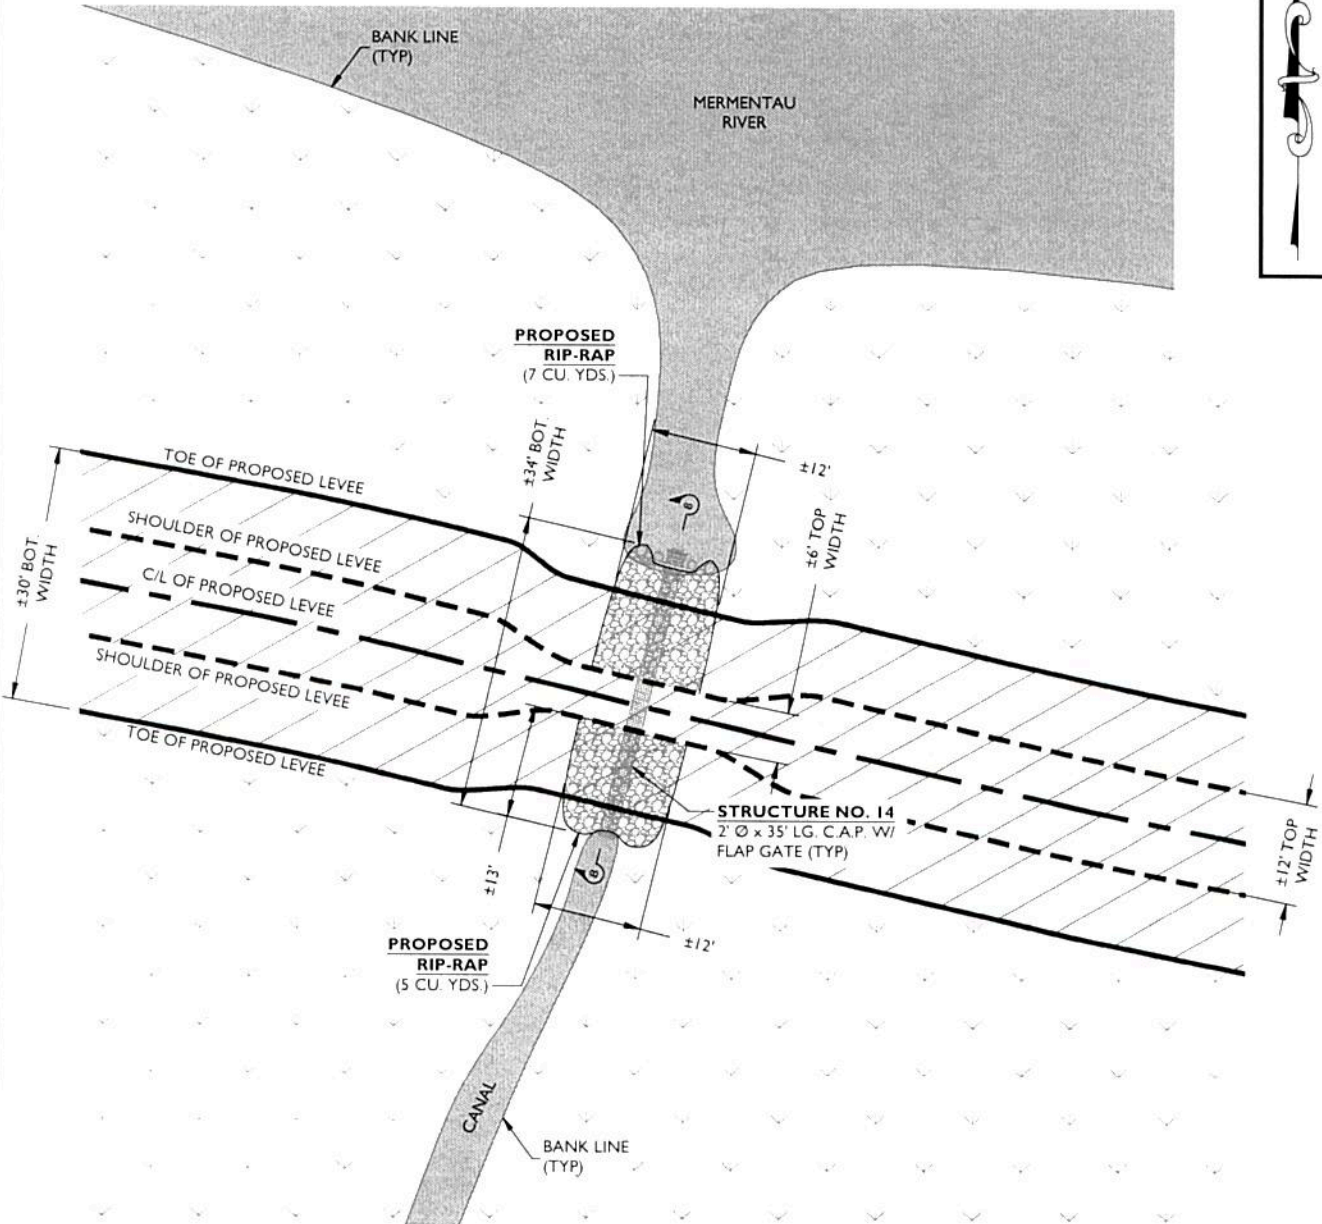 BANK LINE
(TYP)
MERMENTAU
RIVER
PROPOSED
RIP-RAP
(7 CU. YDS.)
±34' BOT.
WIDTH
±12'
TOE OF PROPOSED LEVEE
SHOULDER OF PROPOSED LEVEE
C/L OF PROPOSED LEVEE
SHOULDER OF PROPOSED LEVEE
TOE OF PROPOSED LEVEE
±30' BOT.
WIDTH
8
±6' TOP
WIDTH
STRUCTURE NO. 14
2' Ø x 35' LG. C.A.P. W/
FLAP GATE (TYP)
±12' TOP
WIDTH
±13'
8
±12'
PROPOSED
RIP-RAP
(5 CU. YDS.)
CANAL
BANK LINE
(TYP)